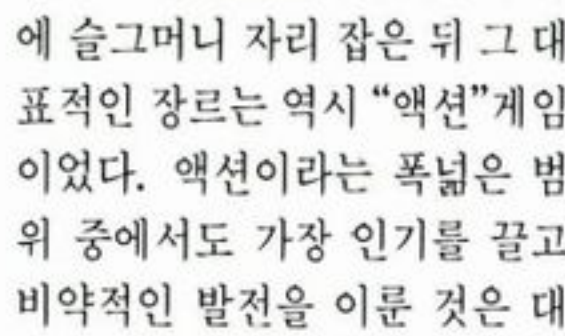 에 슬그머니 자리 잡은 뒤 그 대
표적인 장르는 역시 “액션”게임
이었다. 액션이라는 폭넓은 범
위 중에서도 가장 인기를 끌고
비약적인 발전을 이룬 것은 대